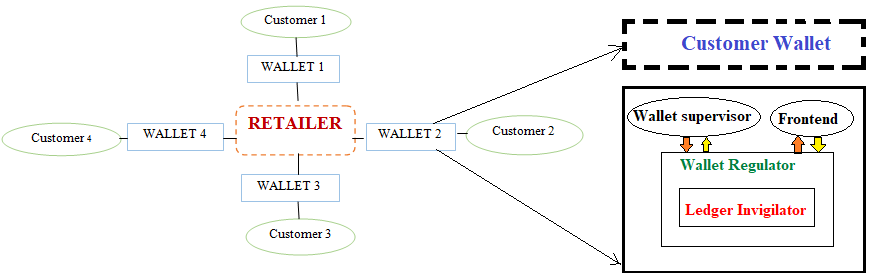 Customer 1
WALLET 1
Customer 4
WALLET 4
RETAILER
WALLET 2
Customer 2
WALLET 3
Customer 3
Customer Wallet
Wallet supervisor
Frontend
Wallet Regulator
Ledger Invigilator